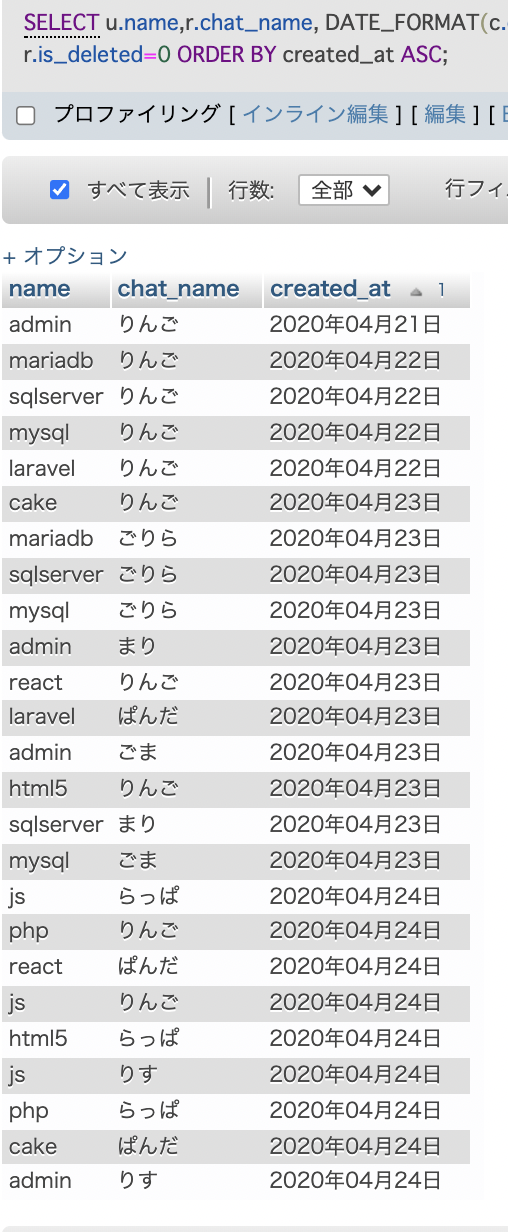 SELECT u.name,r.chat_name, DATE_FORMAT(c.
r.is_deleted=0 ORDER BY created_at ASC;
プロファイリング [ インライン編集 ] [ 編集 ] [
すべて表示 行数: 全部 行フィ
+ オプション
name chat_name created_at 1
admin りんご 2020年04月21日
mariadb りんご 2020年04月22日
sqlserver りんご 2020年04月22日
mysql りんご 2020年04月22日
laravel りんご 2020年04月22日
cake りんご 2020年04月23日
mariadb ごりら 2020年04月23日
sqlserver ごりら 2020年04月23日
mysql ごりら 2020年04月23日
admin まり 2020年04月23日
react りんご 2020年04月23日
laravel ぱんだ 2020年04月23日
admin ごま 2020年04月23日
html5 りんご 2020年04月23日
sqlserver まり 2020年04月23日
mysql ごま 2020年04月23日
js らっぱ 2020年04月24日
php りんご 2020年04月24日
react ぱんだ 2020年04月24日
js りんご 2020年04月24日
html5 らっぱ 2020年04月24日
js りす 2020年04月24日
php らっぱ 2020年04月24日
cake ぱんだ 2020年04月24日
admin りす 2020年04月24日